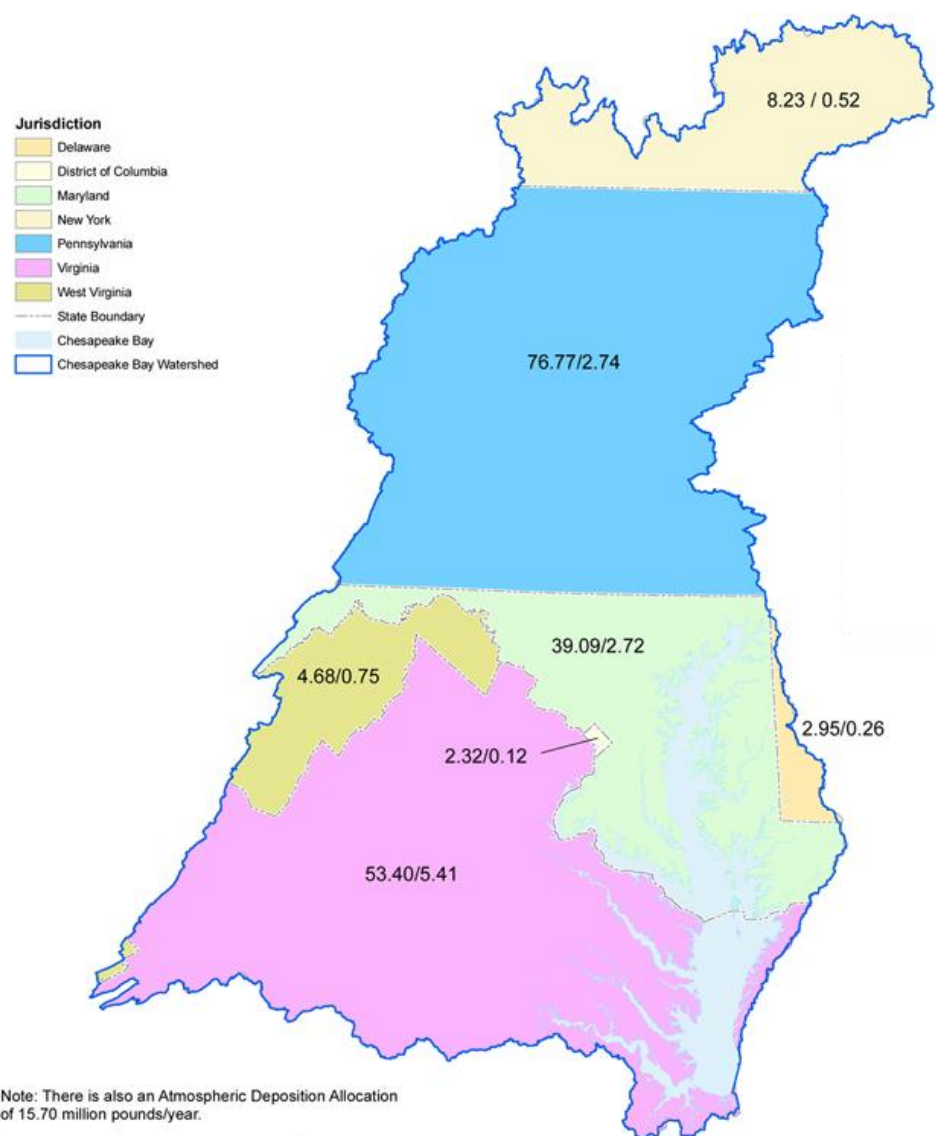 8.23 / 0.52
Jurisdiction
Delaware
District of Columbia
Maryland
New York
Pennsylvania
Virginia
West Virginia
State Boundary
Chesapeake Bay
Chesapeake Bay Watershed
76.77/2.74
39.09/2.72
4.68/0.75
2.95/0.26
2.32/0.12
53.40/5.41
Note: There is also an Atmospheric Deposition Allocation
of 15.70 million pounds/year.